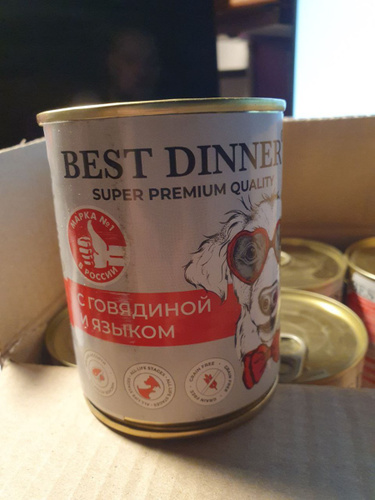 BEST DINNER
SUPER PREMIUM QUALITY
МАРКА №1
В РОССИИ
С ГОВЯДИНОЙ
И ЯЗЫКОМ
GRAIN FREE